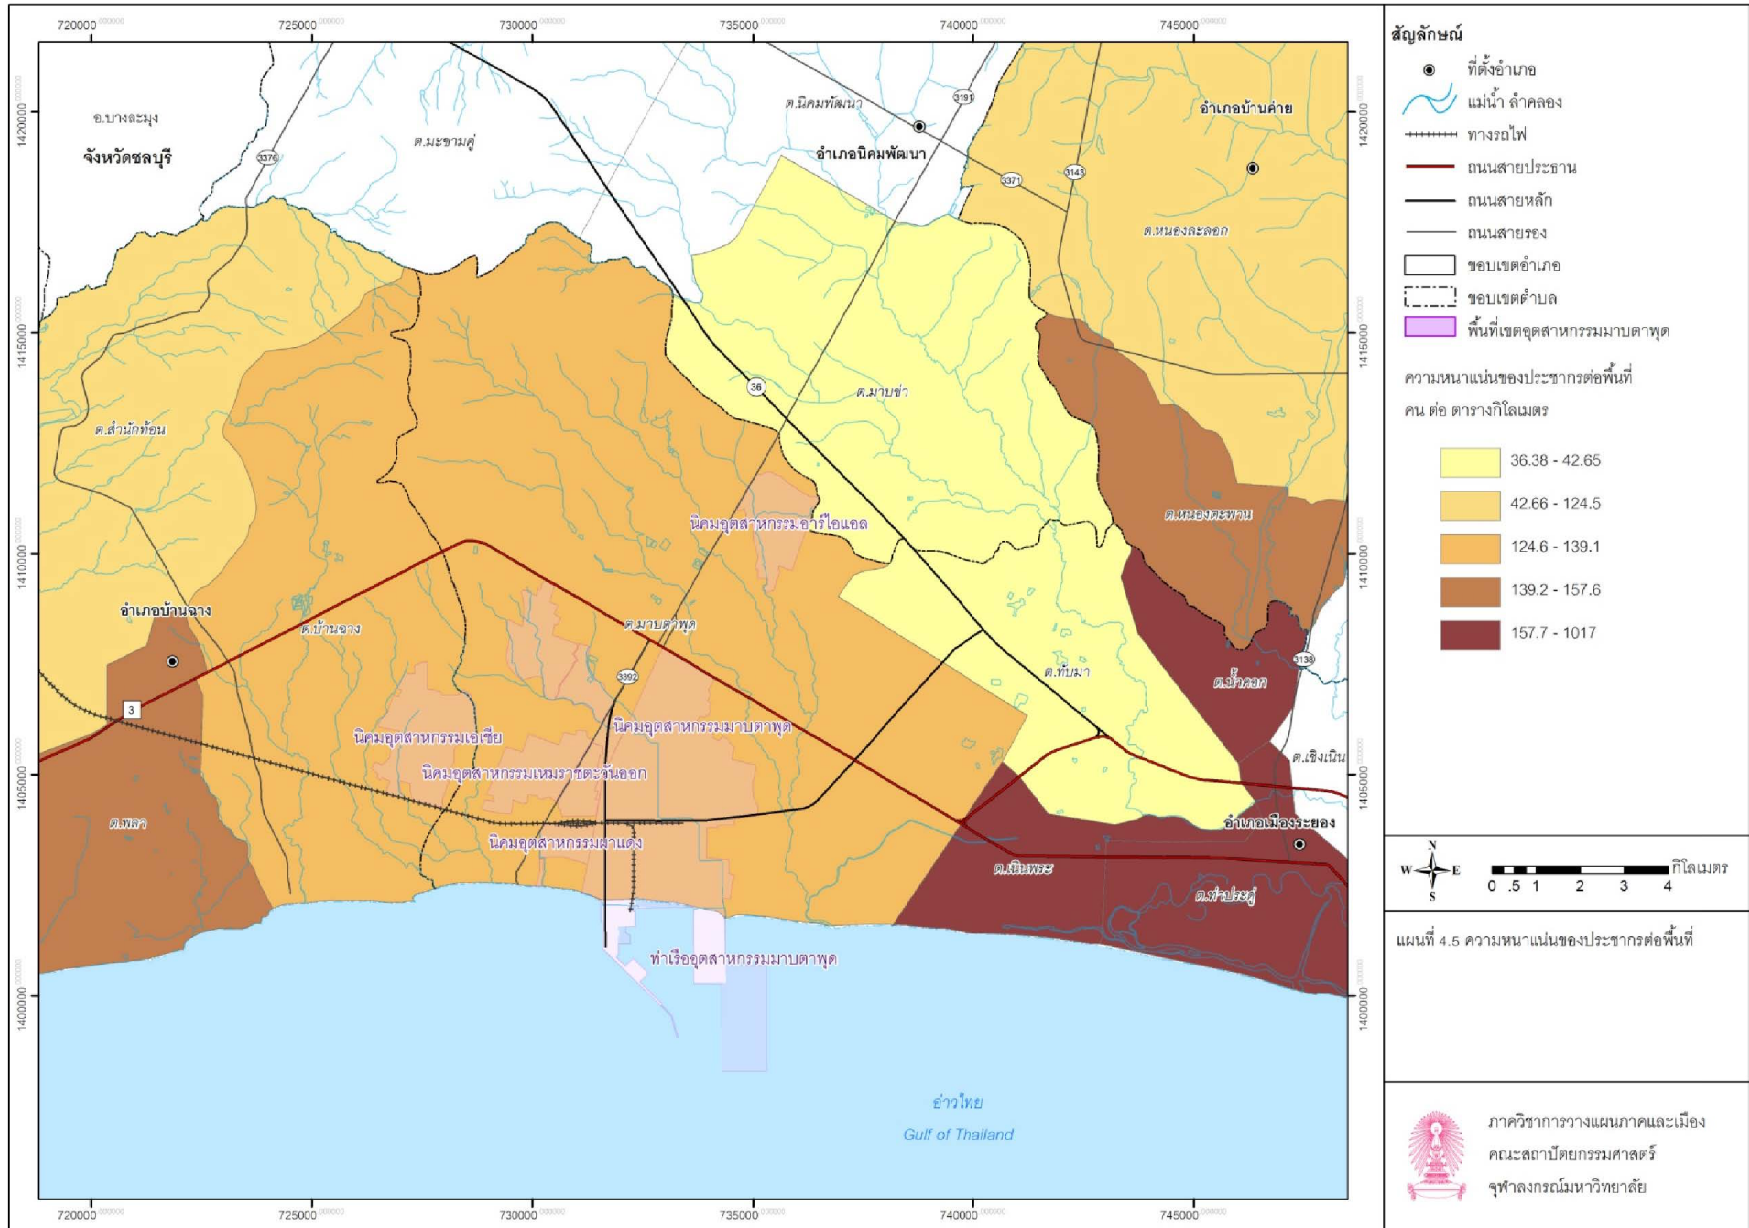 720000 725000 730000 735000 740000 745000
1420000
1415000
1410000
1405000
1400000
1420000
1415000
1410000
1405000
1400000
อ.บางละมุง
จังหวัดชลบุรี
3376
ต.มะขามคู่
ต.นิคมพัฒนา
3191
อำเภอนิคมพัฒนา
3371
3143
อำเภอบ้านค่าย
ต.หนองละลอก
36
ต.มาบข่า
ต.สำนักท้อน
นิคมอุตสาหกรรมอาร์ไอแอล
ต.หนองตะพาน
อำเภอบ้านฉาง
ต.บ้านฉาง
ต.มาบตาพุด
3392
ต.ทับมา
ต.น้ำคอก
3138
3
นิคมอุตสาหกรรมเอเชีย
นิคมอุตสาหกรรมมาบตาพุด
นิคมอุตสาหกรรมเหมราชตะวันออก
ต.เชิงเนิน
ต.พลา
นิคมอุตสาหกรรมผาแดง
อำเภอเมืองระยอง
ต.เนินพระ
ต.ท่าประดู่
ท่าเรืออุตสาหกรรมมาบตาพุด
อ่าวไทย
Gulf of Thailand
720000 725000 730000 735000 740000 745000
สัญลักษณ์
ที่ตั้งอำเภอ
แม่น้ำ ลำคลอง
ทางรถไฟ
ถนนสายประธาน
ถนนสายหลัก
ถนนสายรอง
ขอบเขตอำเภอ
ขอบเขตตำบล
พื้นที่เขตอุตสาหกรรมมาบตาพุด
ความหนาแน่นของประชากรต่อพื้นที่
คน ต่อ ตารางกิโลเมตร
36.38 - 42.65
42.66 - 124.5
124.6 - 139.1
139.2 - 157.6
157.7 - 1017
N
W E
S
กิโลเมตร
0 .5 1 2 3 4
แผนที่ 4.5 ความหนาแน่นของประชากรต่อพื้นที่
ภาควิชาการวางแผนภาคและเมือง
คณะสถาปัตยกรรมศาสตร์
จุฬาลงกรณ์มหาวิทยาลัย